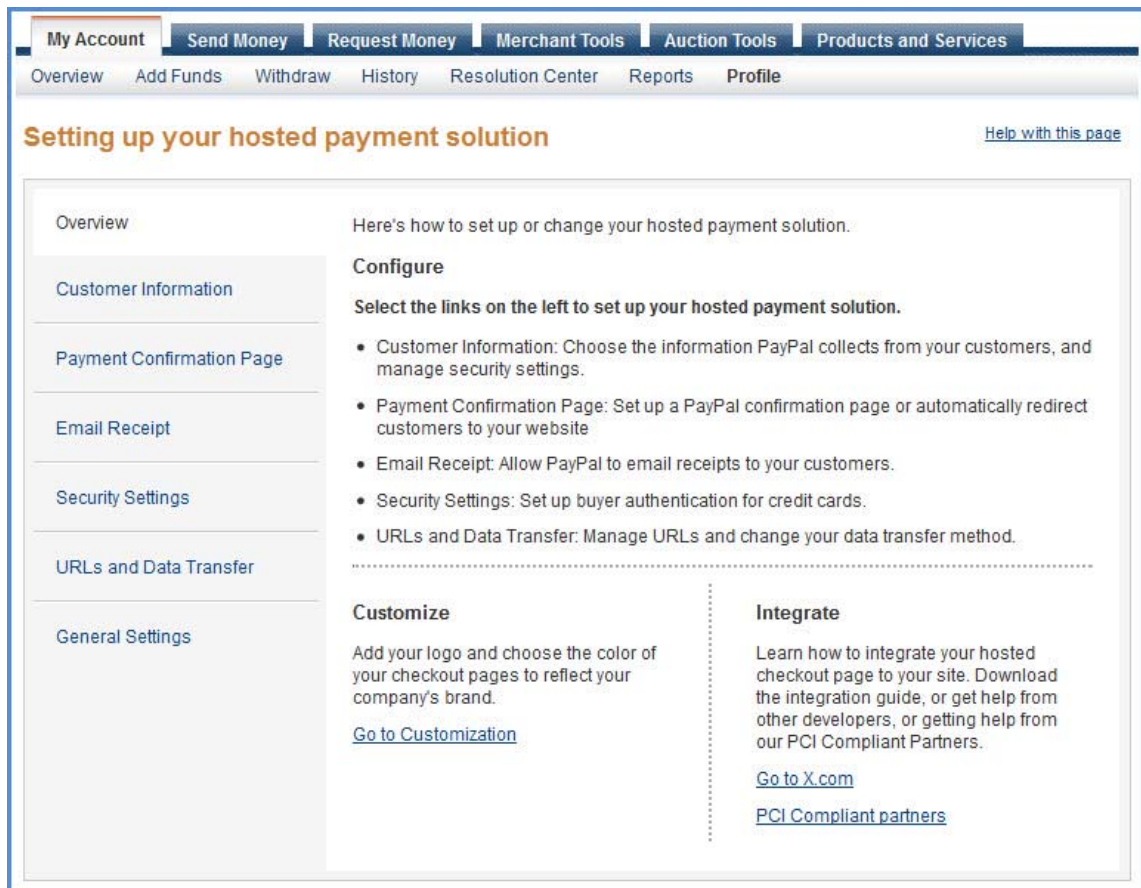 My Account Send Money Request Money Merchant Tools Auction Tools Products and Services
Overview Add Funds Withdraw History Resolution Center Reports Profile
Setting up your hosted payment solution
Help with this page
Overview
Customer Information
Payment Confirmation Page
Email Receipt
Security Settings
URLs and Data Transfer
General Settings
Here's how to set up or change your hosted payment solution.
Configure
Select the links on the left to set up your hosted payment solution.
• Customer Information: Choose the information PayPal collects from your customers, and
manage security settings.
• Payment Confirmation Page: Set up a PayPal confirmation page or automatically redirect
customers to your website
• Email Receipt: Allow PayPal to email receipts to your customers.
• Security Settings: Set up buyer authentication for credit cards.
• URLs and Data Transfer: Manage URLs and change your data transfer method.
Customize
Add your logo and choose the color of
your checkout pages to reflect your
company's brand.
Go to Customization
Integrate
Learn how to integrate your hosted
checkout page to your site. Download
the integration guide, or get help from
other developers, or getting help from
our PCI Compliant Partners.
Go to X.com
PCI Compliant partners